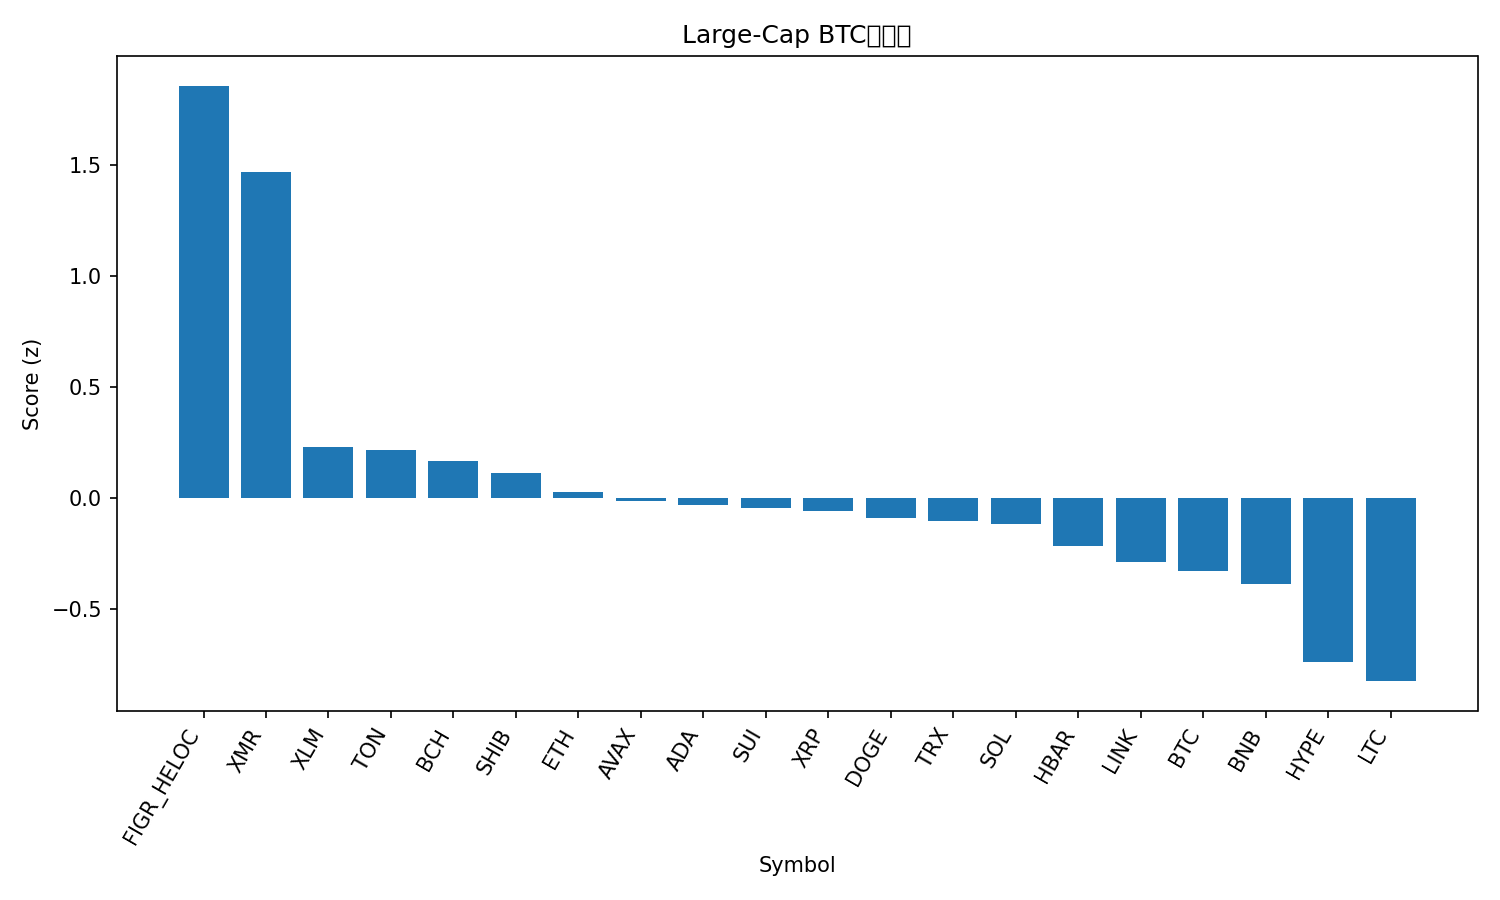 Large-Cap BTC
Score (z)
1.5
1.0
0.5
0.0
−0.5
FIGR_HELOC
XMR
XLM
TON
BCH
SHIB
ETH
AVAX
ADA
SUI
XRP
DOGE
TRX
SOL
HBAR
LINK
BTC
BNB
HYPE
LTC
Symbol